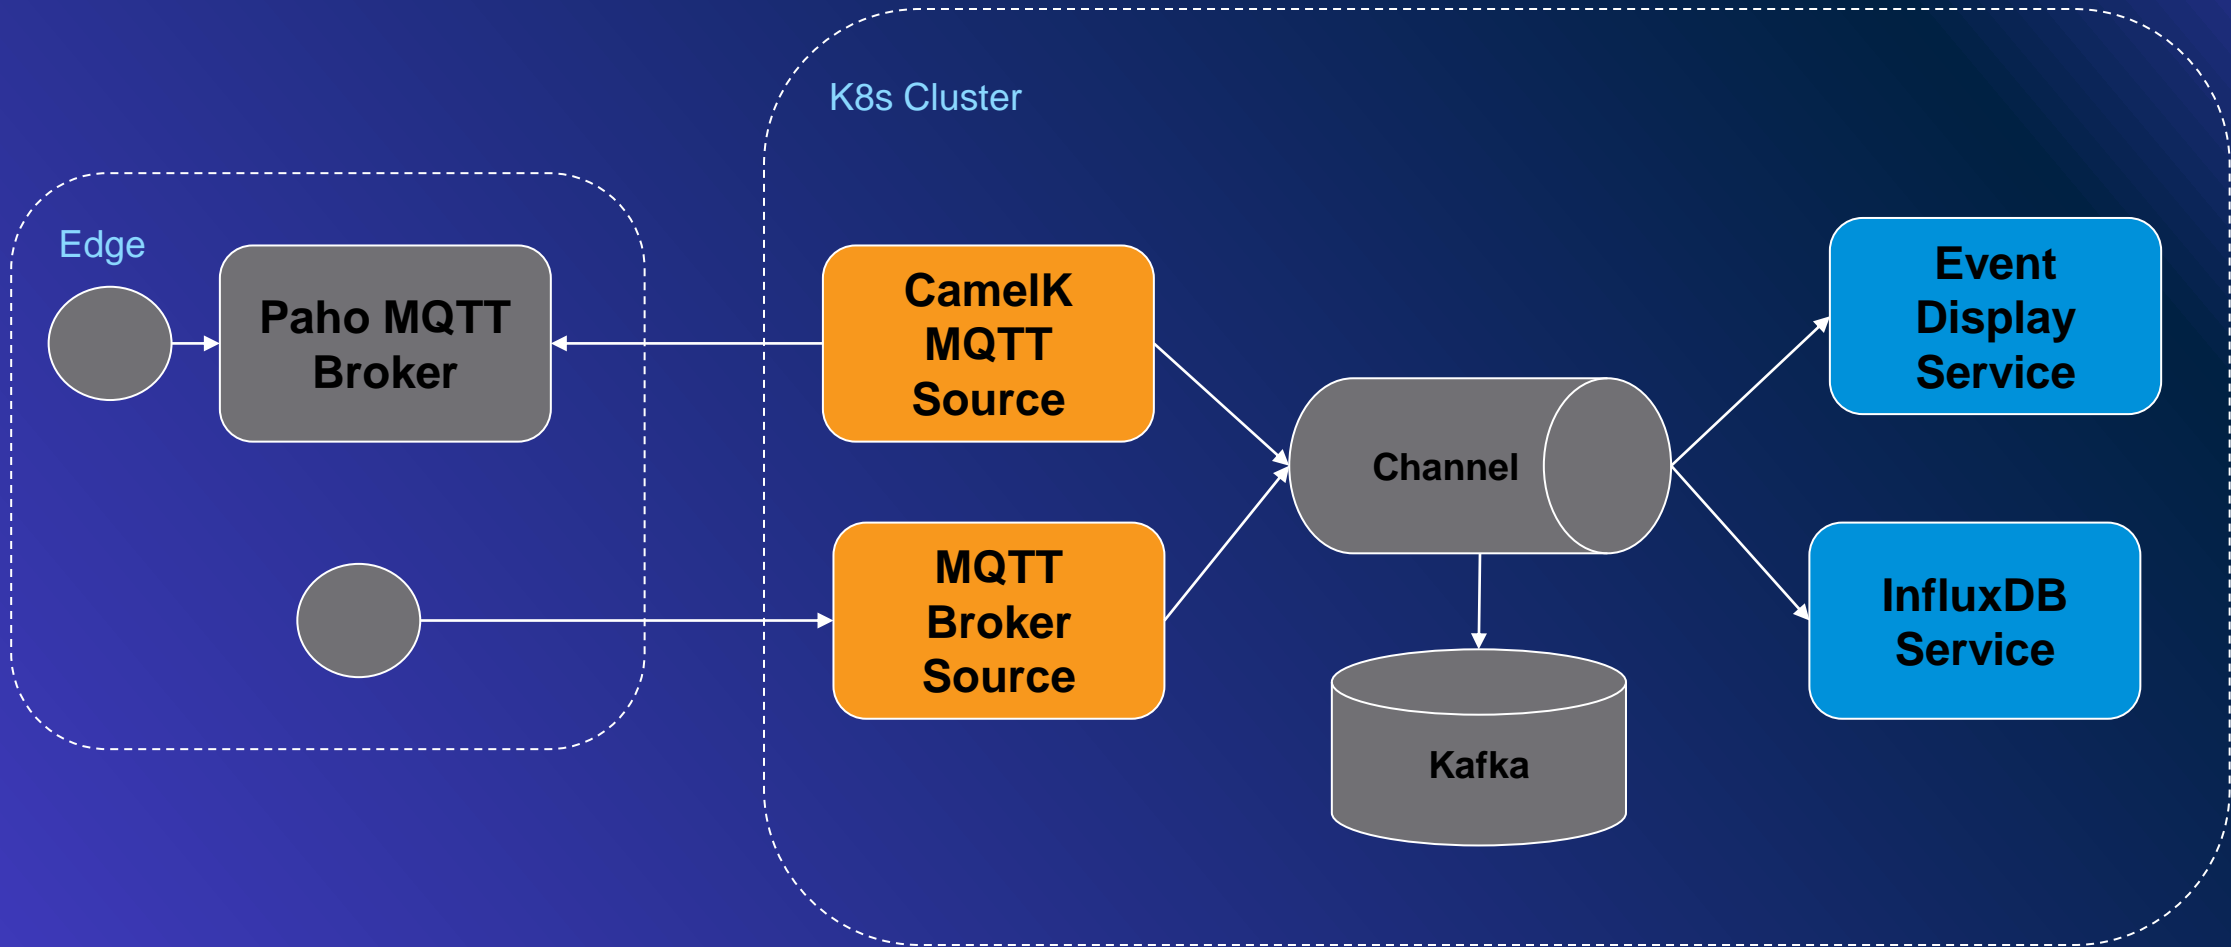 K8s Cluster
Edge
Paho MQTT
Broker
CamelK
MQTT
Source
MQTT
Broker
Source
Channel
Kafka
Event
Display
Service
InfluxDB
Service